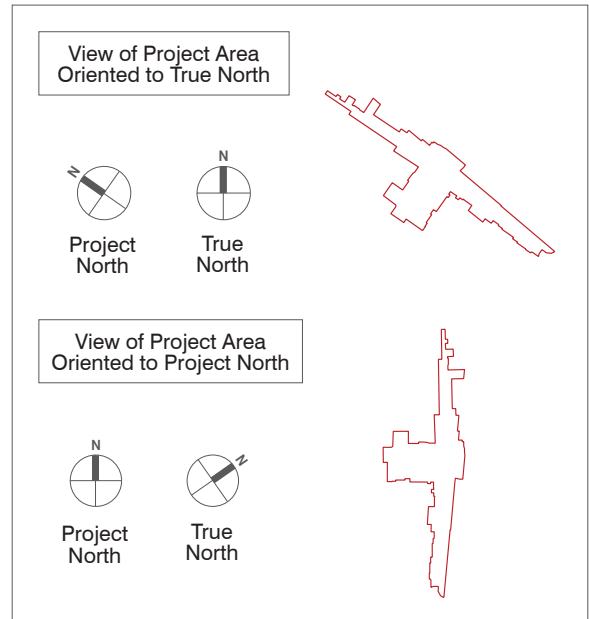 View of Project Area
Oriented to True North
N
N
Project
North
True
North
View of Project Area
Oriented to Project North
N
N
Project
North
True
North